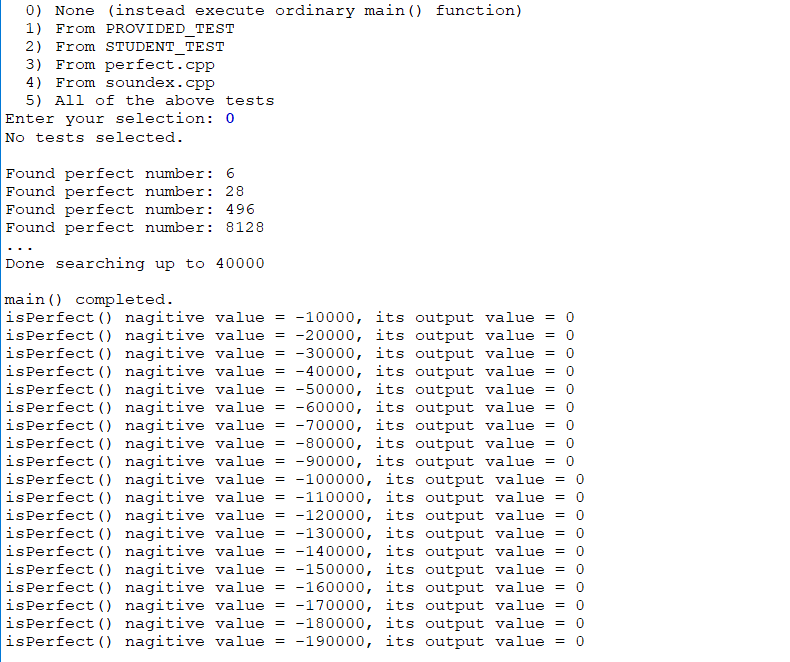 0) None (instead execute ordinary main() function)
1) From PROVIDED_TEST
2) From STUDENT_TEST
3) From perfect.cpp
4) From soundex.cpp
5) All of the above tests
Enter your selection: 0
No tests selected.
Found perfect number: 6
Found perfect number: 28
Found perfect number: 496
Found perfect number: 8128
...
Done searching up to 40000
main() completed.
isPerfect() nagitive value = -10000, its output value = 0
isPerfect() nagitive value = -20000, its output value = 0
isPerfect() nagitive value = -30000, its output value = 0
isPerfect() nagitive value = -40000, its output value = 0
isPerfect() nagitive value = -50000, its output value = 0
isPerfect() nagitive value = -60000, its output value = 0
isPerfect() nagitive value = -70000, its output value = 0
isPerfect() nagitive value = -80000, its output value = 0
isPerfect() nagitive value = -90000, its output value = 0
isPerfect() nagitive value = -100000, its output value = 0
isPerfect() nagitive value = -110000, its output value = 0
isPerfect() nagitive value = -120000, its output value = 0
isPerfect() nagitive value = -130000, its output value = 0
isPerfect() nagitive value = -140000, its output value = 0
isPerfect() nagitive value = -150000, its output value = 0
isPerfect() nagitive value = -160000, its output value = 0
isPerfect() nagitive value = -170000, its output value = 0
isPerfect() nagitive value = -180000, its output value = 0
isPerfect() nagitive value = -190000, its output value = 0